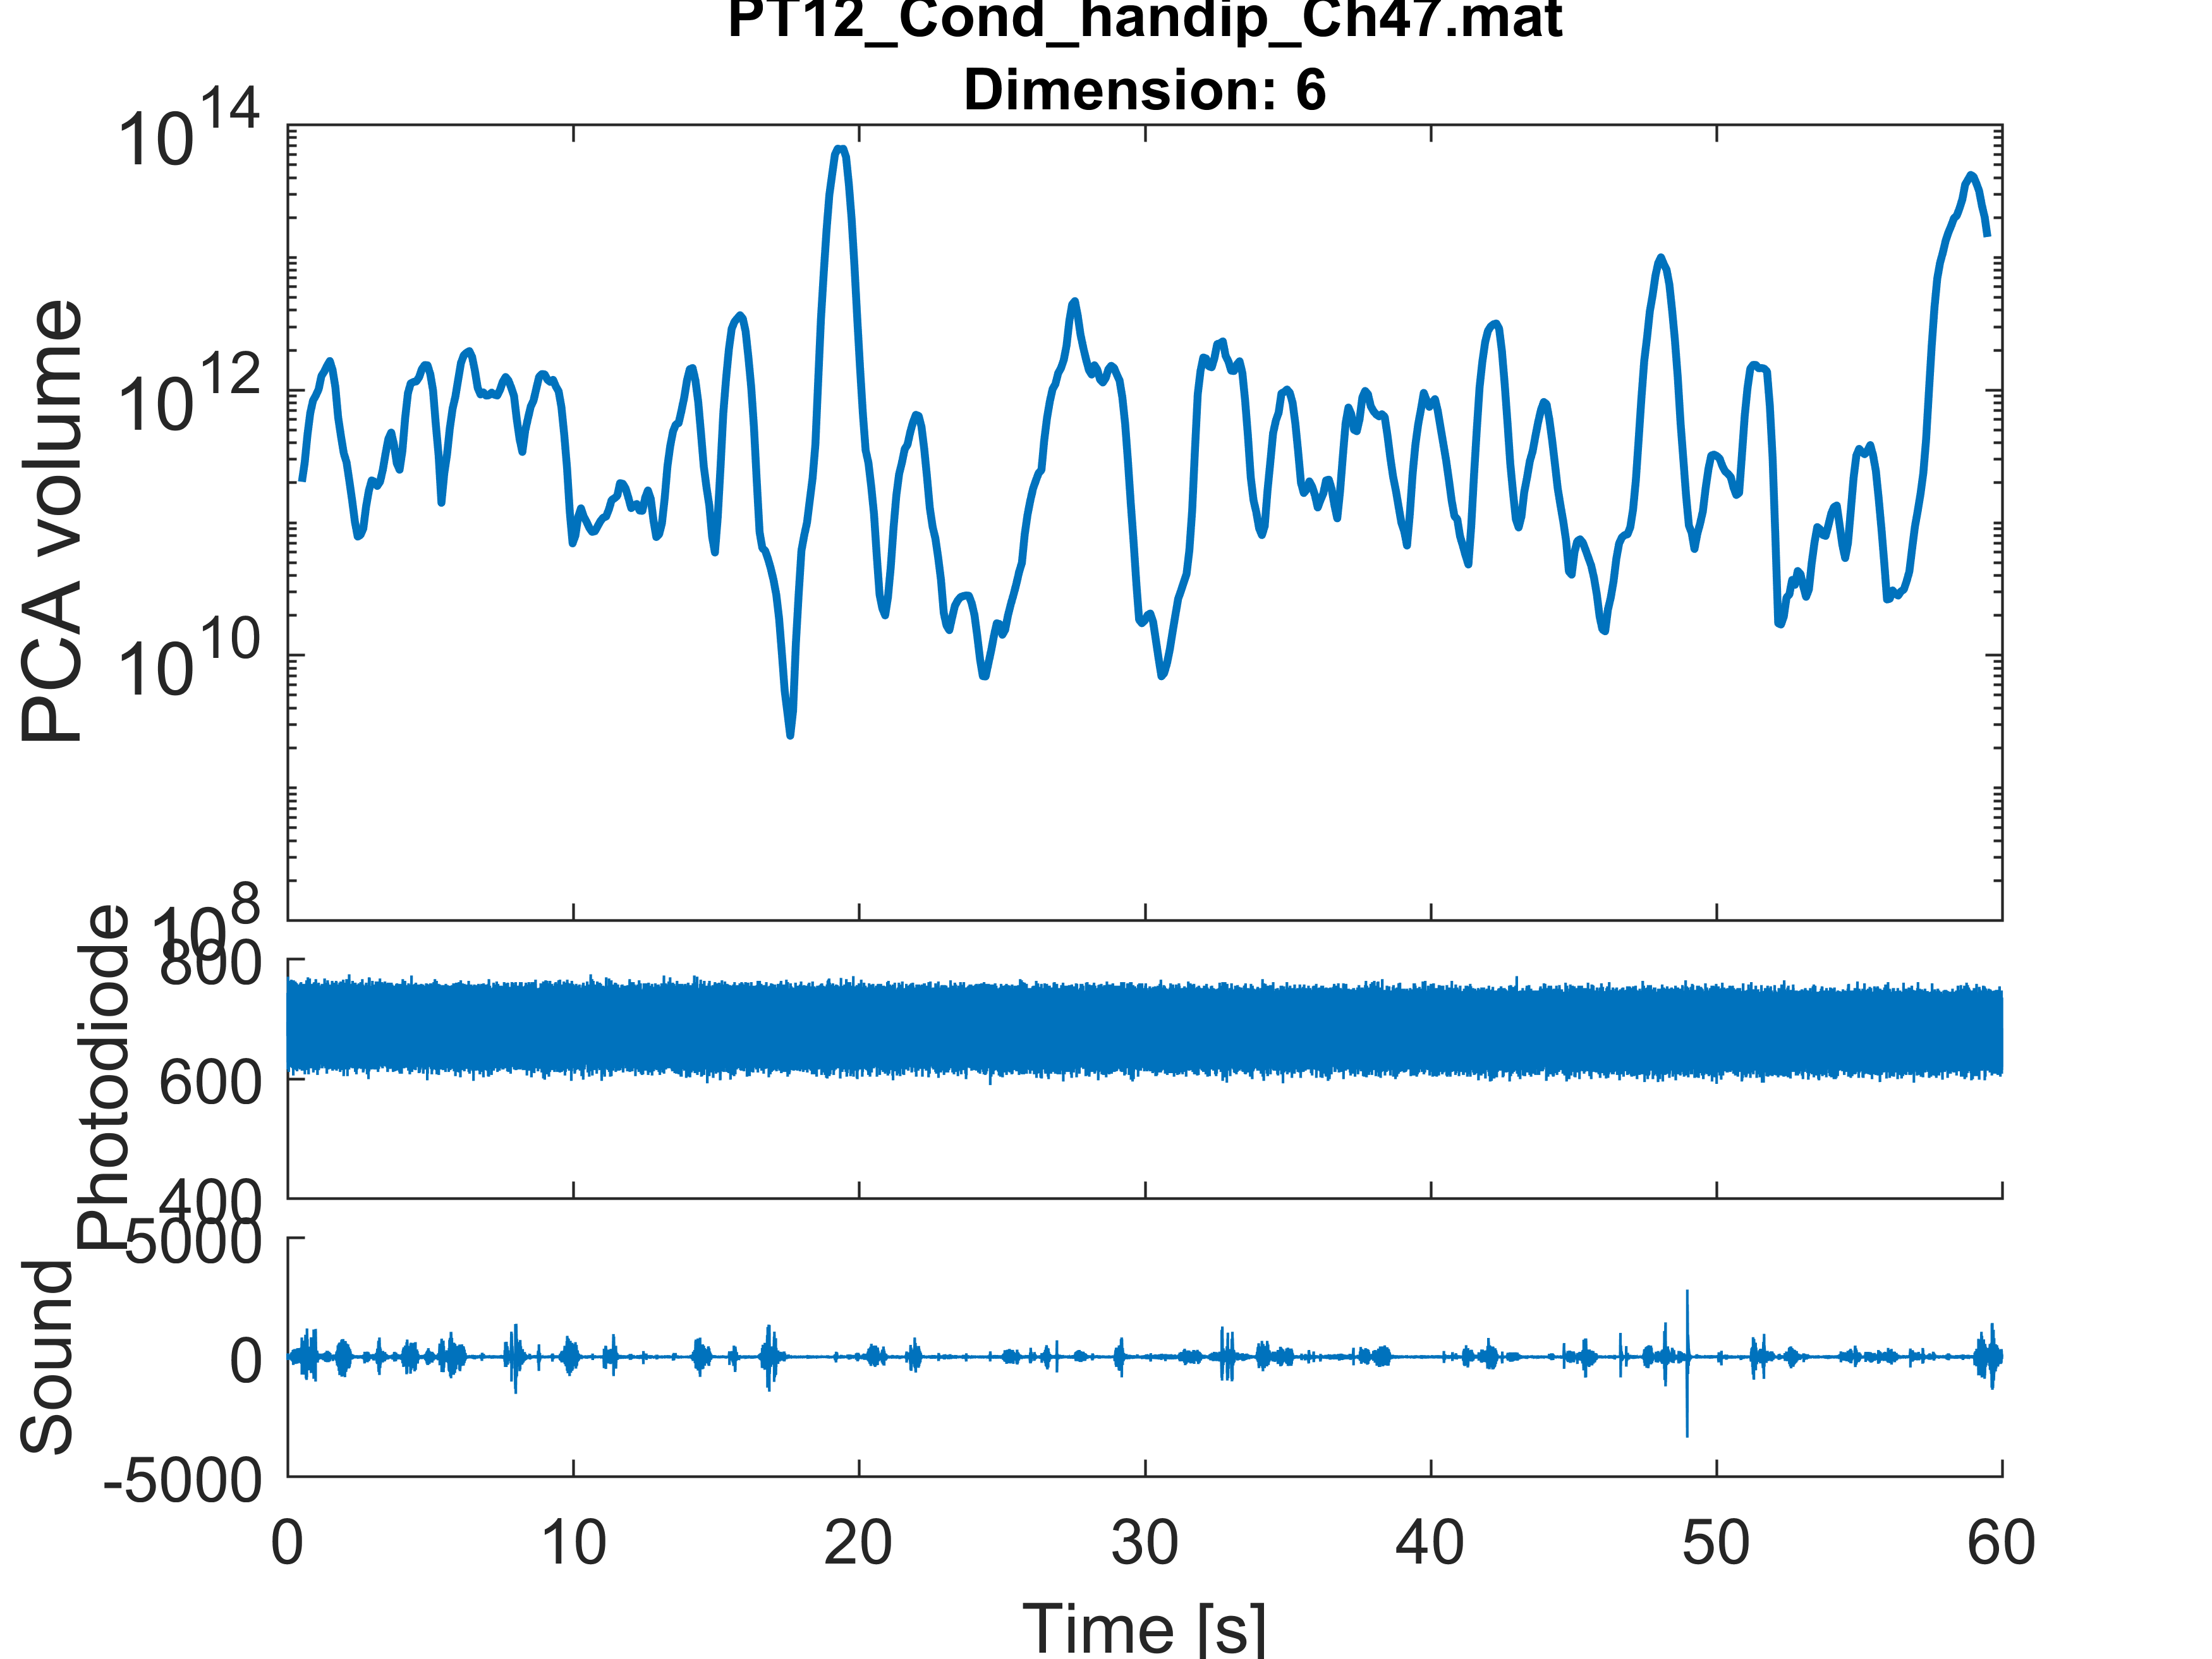 PT12_Cond_handip_Ch47.mat
Dimension: 6
PCA volume
10^14
10^12
10^10
10^8
Photodiode
800
600
400
Sound
5000
0
-5000
0 10 20 30 40 50 60
Time [s]